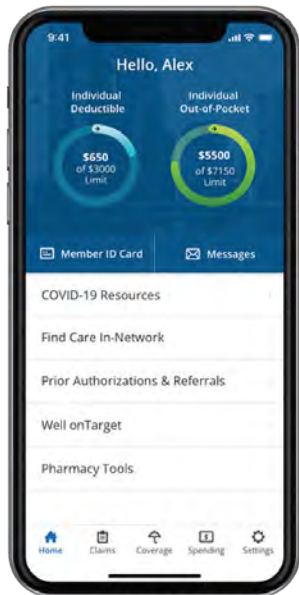 9:41
Hello, Alex
Individual
Deductible
Individual
Out-of-Pocket
$650
of $3000
Limit
$5500
of $7150
Limit
Member ID Card
Messages
COVID-19 Resources
Find Care In-Network
Prior Authorizations & Referrals
Well onTarget
Pharmacy Tools
Home
Claims
Coverage
Spending
Settings